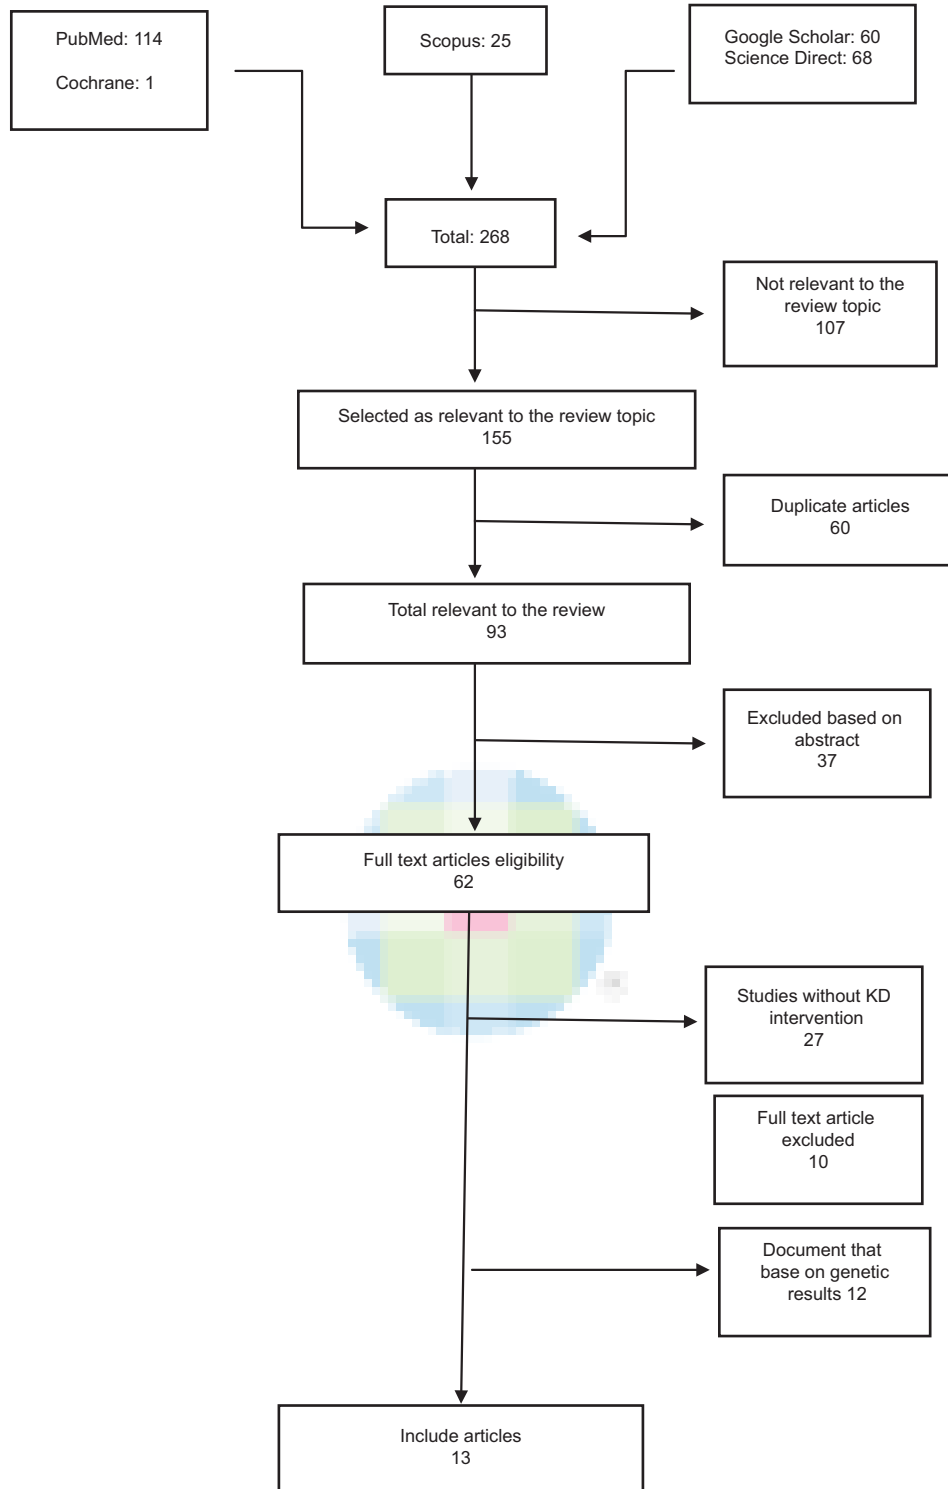 PubMed: 114
Cochrane: 1
Scopus: 25
Google Scholar: 60
Science Direct: 68
Total: 268
Not relevant to the
review topic
107
Selected as relevant to the review topic
155
Duplicate articles
60
Total relevant to the review
93
Excluded based on
abstract
37
Full text articles eligibility
62
Studies without KD
intervention
27
Full text article
excluded
10
Document that
base on genetic
results 12
Include articles
13